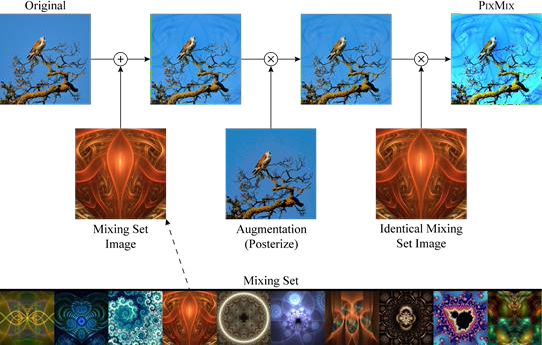 Original
PIXMIX
Mixing Set
Image
Augmentation
(Posterize)
Identical Mixing
Set Image
Mixing Set